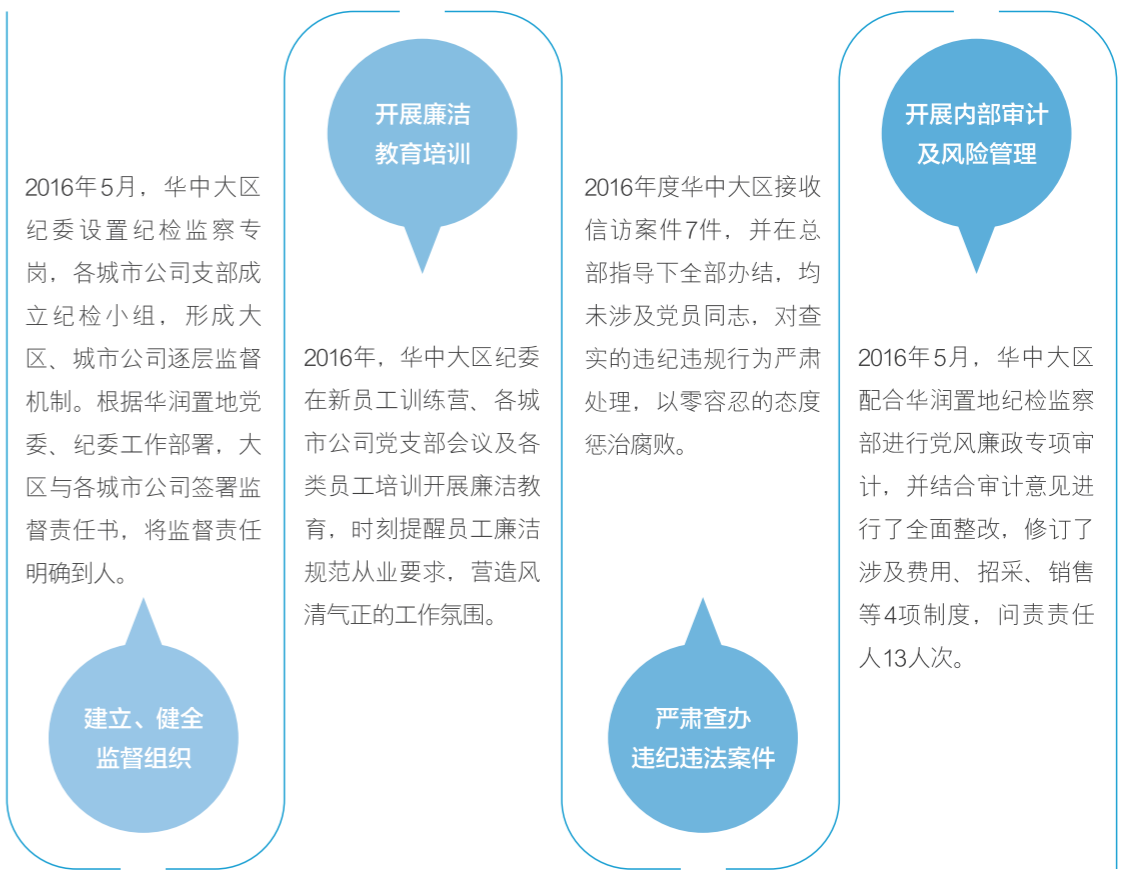 2016年5月，华中大区
纪委设置纪检监察专
岗，各城市公司支部成
立纪检小组，形成大
区、城市公司逐层监督
机制。根据华润置地党
委、纪委工作部署，大
区与各城市公司签署监
督责任书，将监督责任
明确到人。
建立、健全
监督组织
开展廉洁
教育培训
2016年，华中大区纪委
在新员工训练营、各城
市公司党支部会议及各
类员工培训开展廉洁教
育，时刻提醒员工廉洁
规范从业要求，营造风
清气正的工作氛围。
2016年度华中大区接收
信访案件7件，并在总
部指导下全部办结，均
未涉及党员同志，对查
实的违纪违规行为严肃
处理，以零容忍的态度
惩治腐败。
严肃查办
违纪违法案件
开展内部审计
及风险管理
2016年5月，华中大区
配合华润置地纪检监察
部进行党风廉政专项审
计，并结合审计意见进
行了全面整改，修订了
涉及费用、招采、销售
等4项制度，问责责任
人13人次。